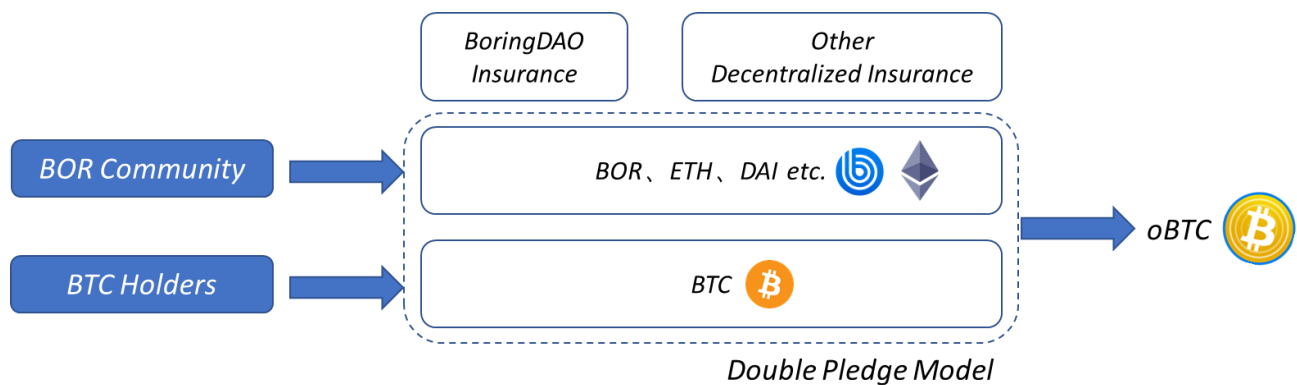 BoringDAO
Insurance
Other
Decentralized Insurance
BOR Community
BOR、ETH、DAI etc.
oBTC
BTC Holders
BTC
Double Pledge Model